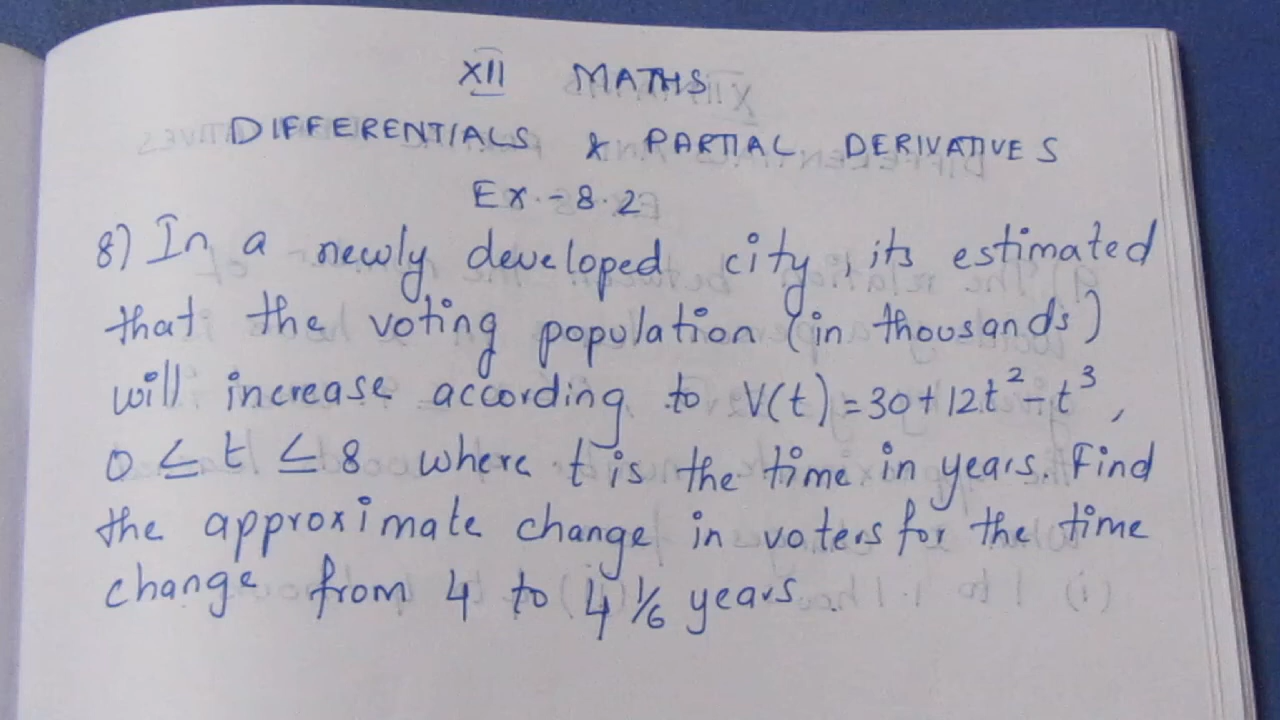 XII MATHS
DIFFERENTIALS & PARTIAL DERIVATIVES
Ex.-8.2
8) In a newly developed city, its estimated
that the voting population (in thousands)
will increase according to V(t)=30+12t²-t³,
0 ≤ t ≤ 8 where t is the time in years. Find
the approximate change in voters for the time
change from 4 to 4 1/6 years.